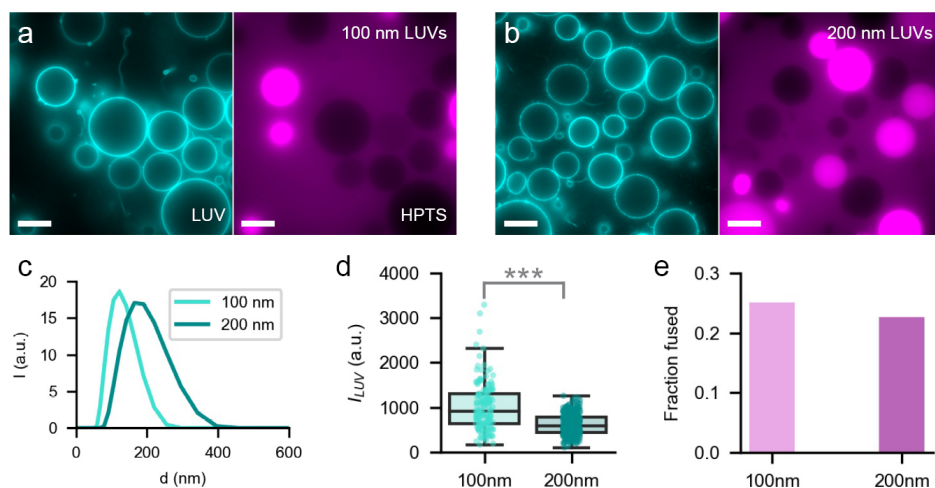 a
100 nm LUVs
LUV
HPTS
b
200 nm LUVs
c
20
15
10
5
0
I (a.u.)
100 nm
200 nm
0
200
400
600
d (nm)
d
4000
3000
2000
1000
0
I_LUV (a.u.)
***
100nm
200nm
e
0.3
0.2
0.1
0.0
Fraction fused
100nm
200nm